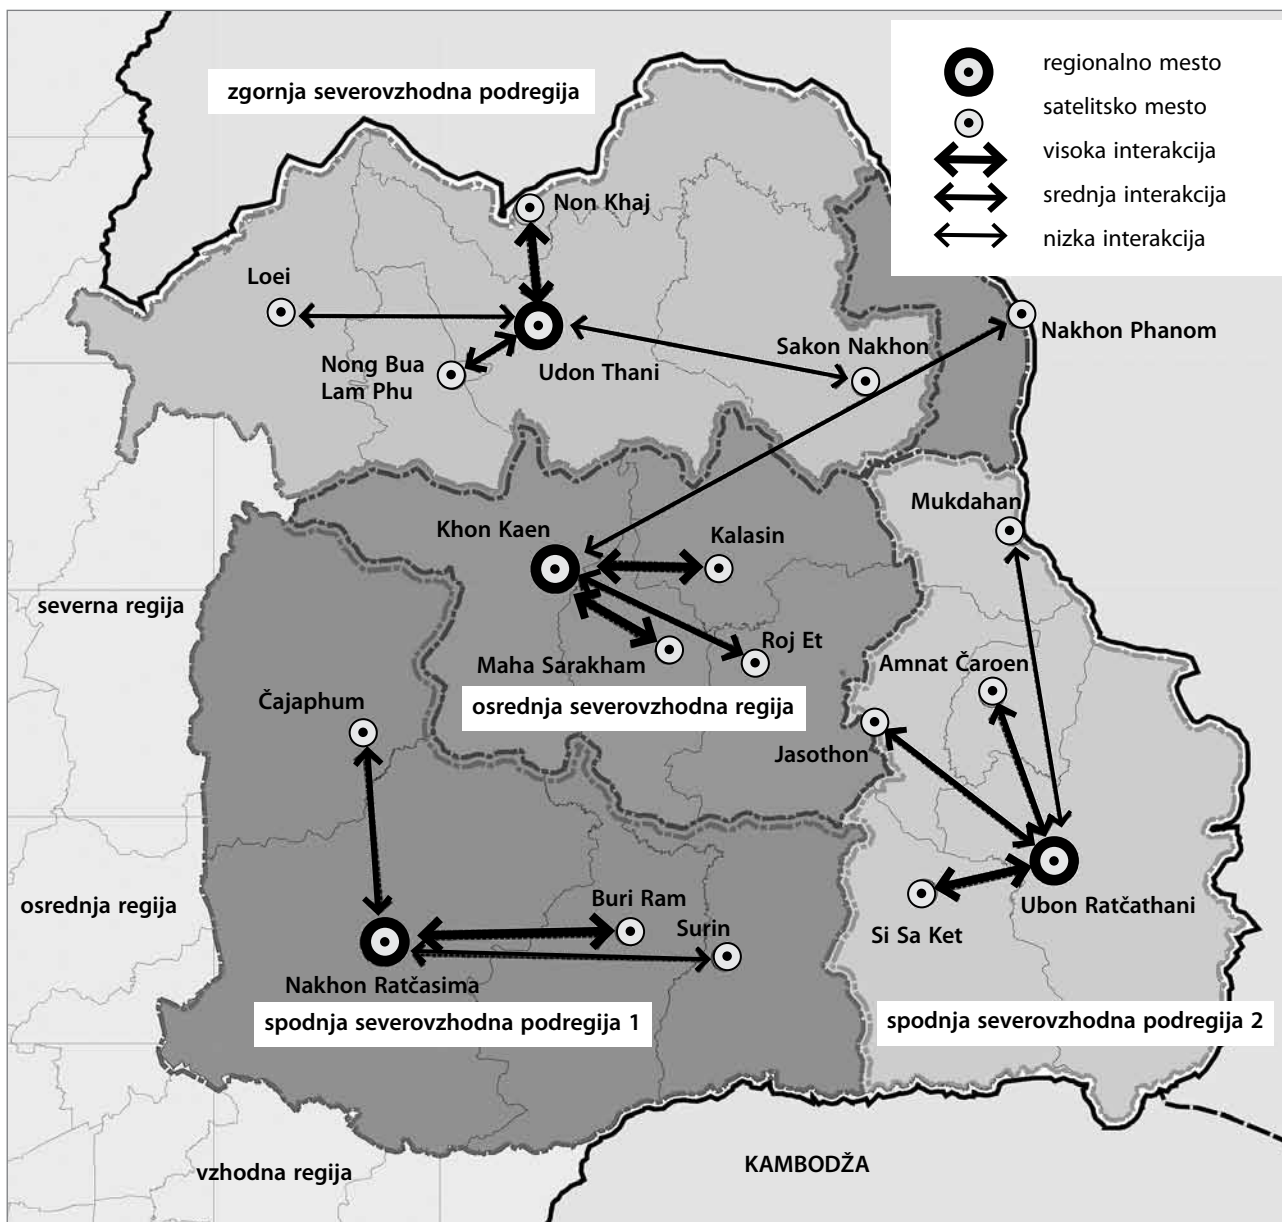 regionalno mesto
satelitsko mesto
visoka interakcija
srednja interakcija
nizka interakcija
zgornja severovzhodna podregija
Non Khaj
Loei
Nakhon Phanom
Sakon Nakhon
Nong Bua
Lam Phu
Udon Thani
Mukdahan
Khon Kaen
Kalasin
severna regija
Roj Et
Maha Sarakham
Amnat Čaroen
Čajaphum
osrednja severovzhodna regija
Jasothon
Buri Ram
osrednja regija
Ubon Ratčathani
Surin
Si Sa Ket
Nakhon Ratčasima
spodnja severovzhodna podregija 1
spodnja severovzhodna podregija 2
vzhodna regija
KAMBODŽA